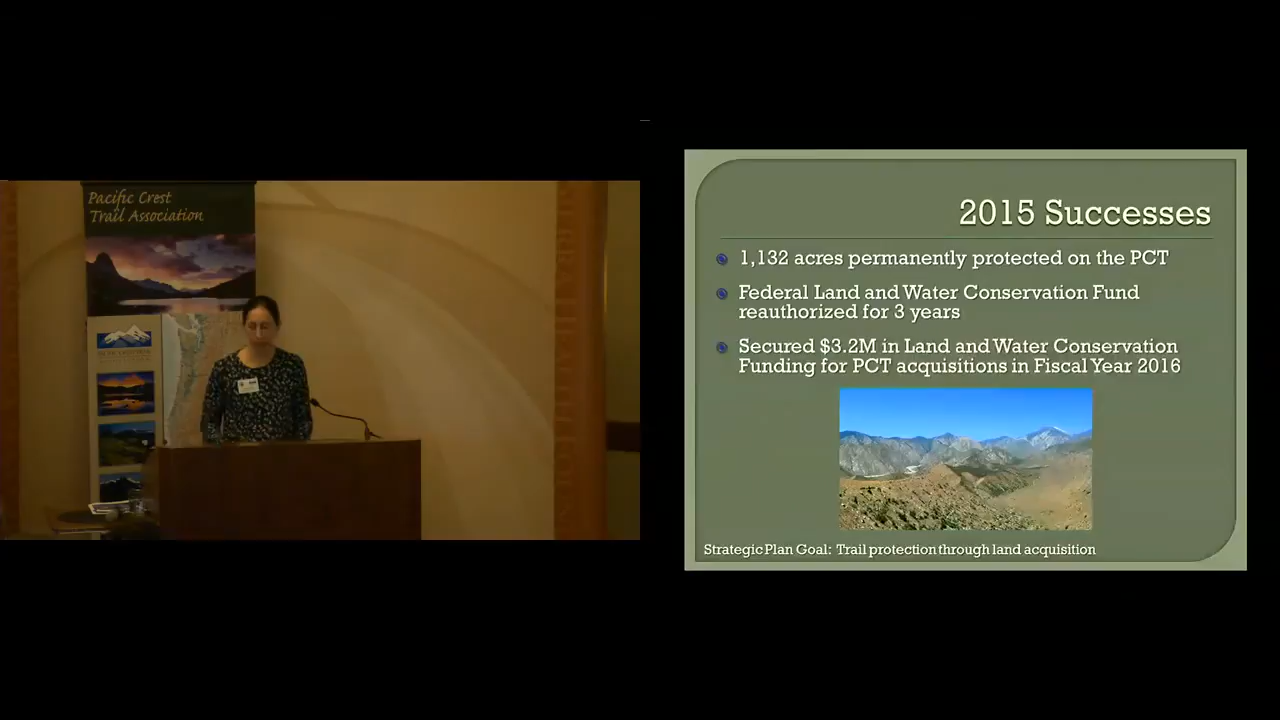 Pacific Crest
Trail Association
2015 Successes
1,132 acres permanently protected on the PCT
Federal Land and Water Conservation Fund
reauthorized for 3 years
Secured $3.2M in Land and Water Conservation
Funding for PCT acquisitions in Fiscal Year 2016
Strategic Plan Goal: Trail protection through land acquisition